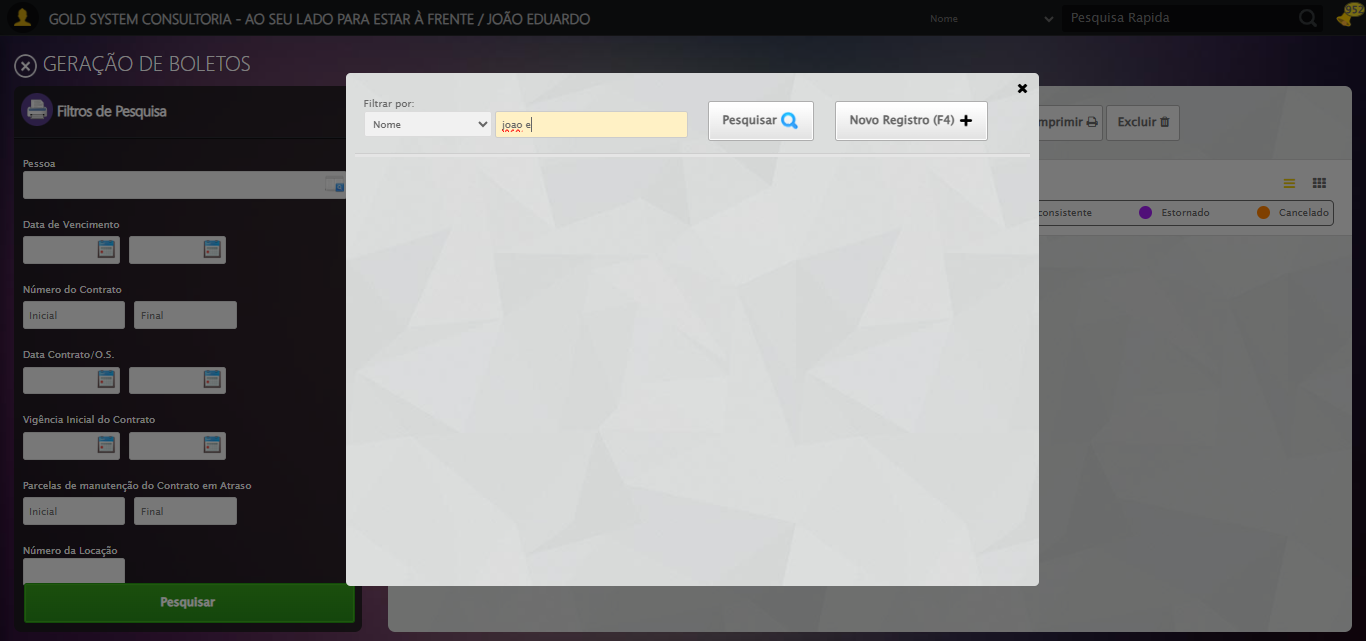 GOLD SYSTEM CONSULTORIA - AO SEU LADO PARA ESTAR À FRENTE / JOÃO EDUARDO
Nome
Pesquisa Rapida
952
GERAÇÃO DE BOLETOS
Filtros de Pesquisa
Pessoa
Data de Vencimento
Número do Contrato
Inicial
Final
Data Contrato/O.S.
Vigência Inicial do Contrato
Parcelas de manutenção do Contrato em Atraso
Inicial
Final
Número da Locação
Pesquisar
Filtrar por:
Nome
joao e
Pesquisar
Novo Registro (F4)
mprimir
Excluir
consistente
Estornado
Cancelado